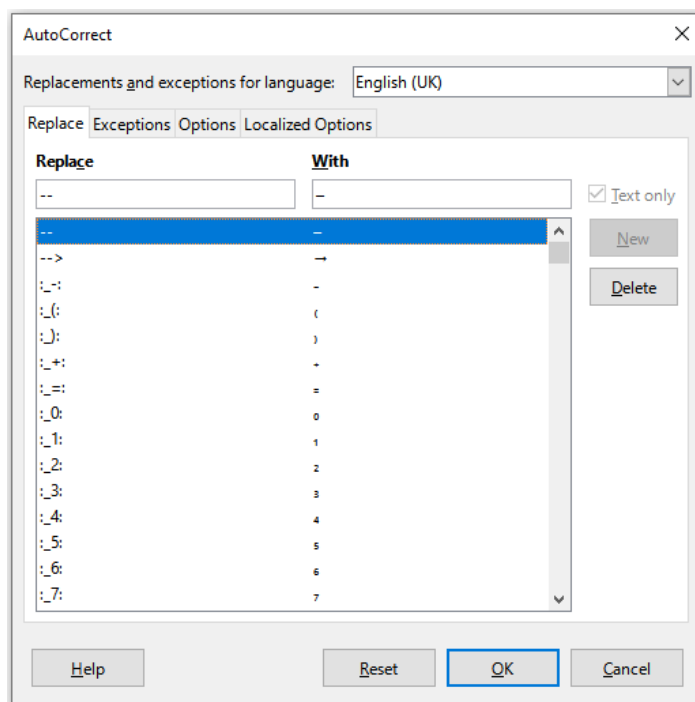 AutoCorrect
Replacements and exceptions for language: English (UK)
Replace Exceptions Options Localized Options
Replace With
-- – Text only
-- – New
--> → Delete
:_-: ₋
:_(: ₍
:_): ₎
:_+: ₊
:_=: ₌
:_0: ₀
:_1: ₁
:_2: ₂
:_3: ₃
:_4: ₄
:_5: ₅
:_6: ₆
:_7: ₇
Help Reset OK Cancel